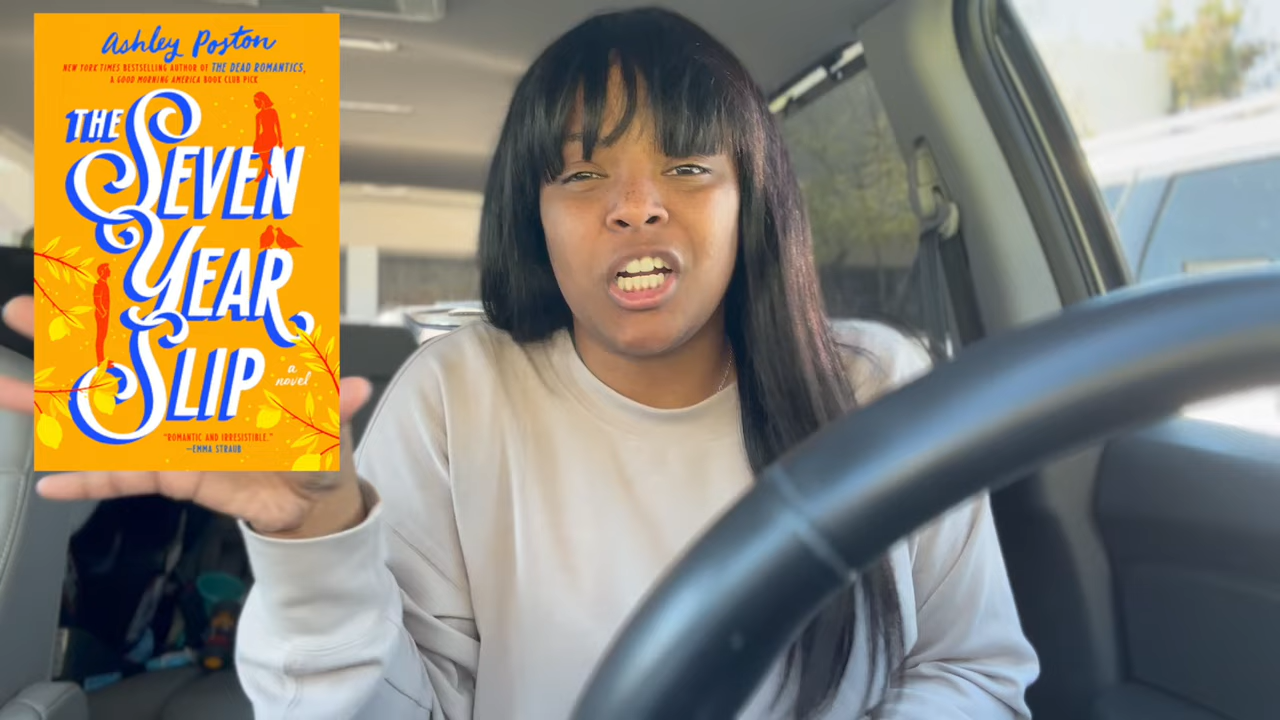 Ashley Poston
NEW YORK TIMES BESTSELLING AUTHOR OF THE DEAD ROMANTICS,
A GOOD MORNING AMERICA BOOK CLUB PICK
THE
SEVEN
YEAR
SLIP
a
novel
"ROMANTIC AND IRRESISTIBLE."
—EMMA STRAUB